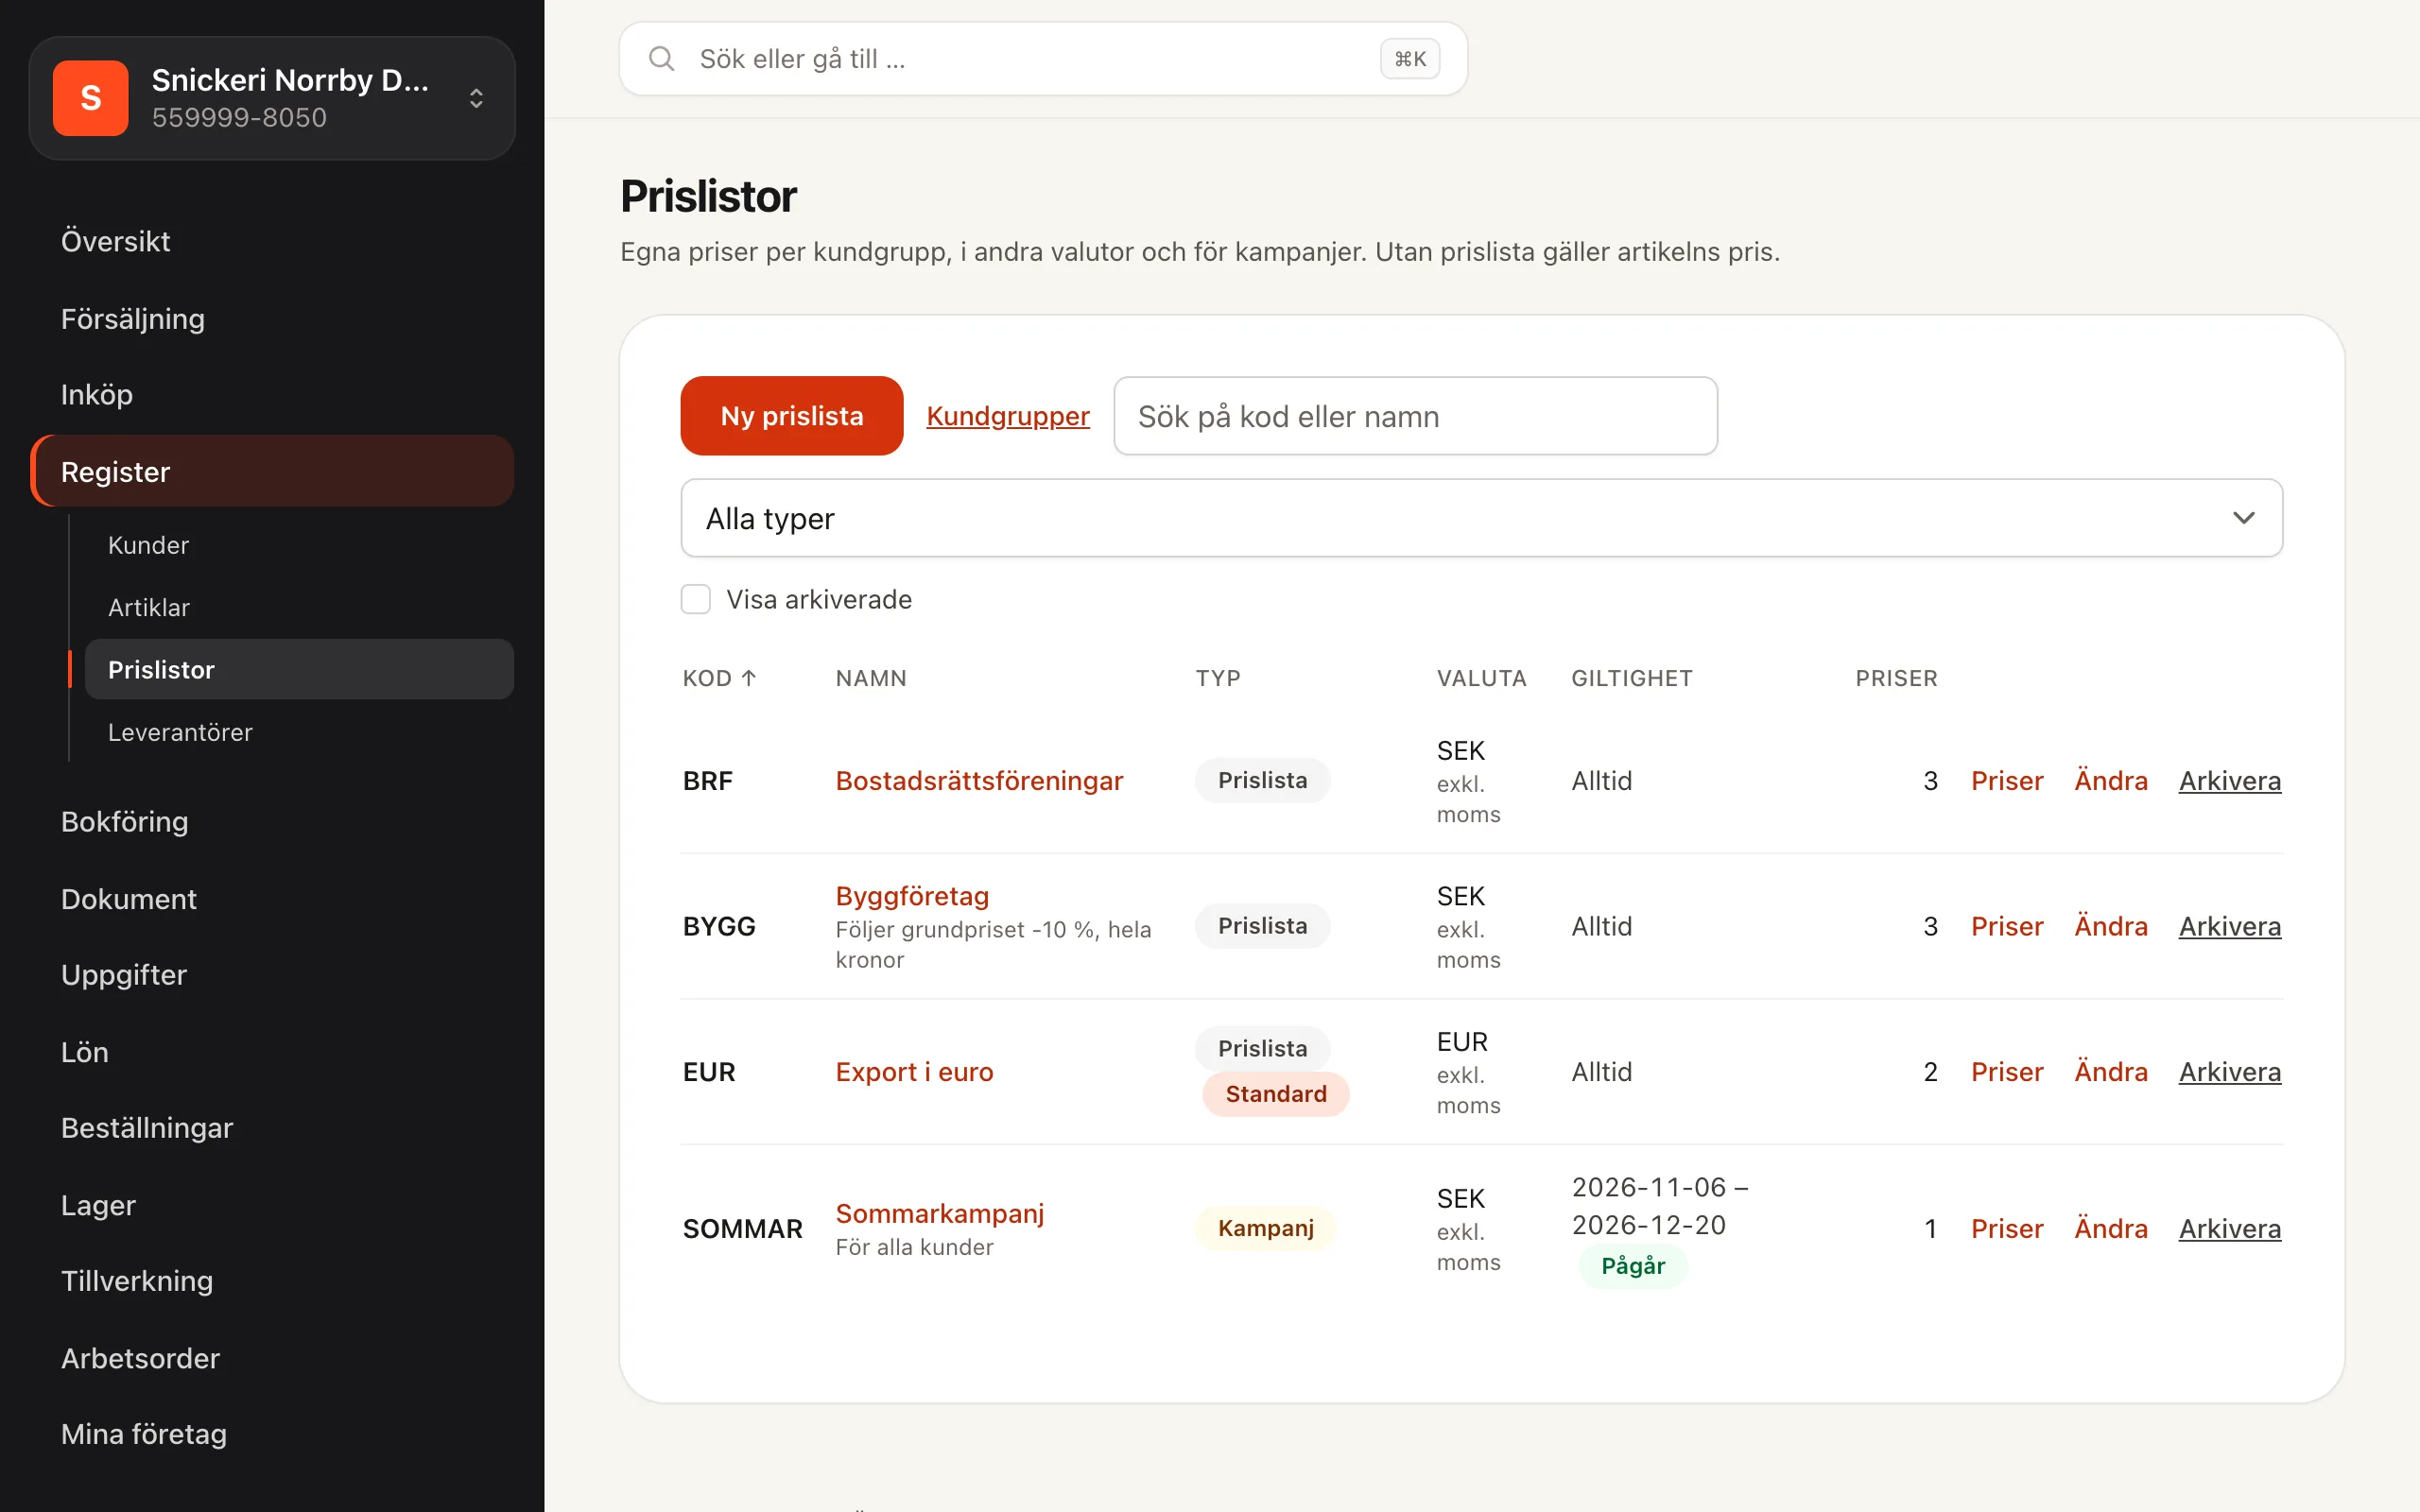 S
Snickeri Norrby D...
559999-8050
Översikt
Försäljning
Inköp
Register
Kunder
Artiklar
Prislistor
Leverantörer
Bokföring
Dokument
Uppgifter
Lön
Beställningar
Lager
Tillverkning
Arbetsorder
Mina företag
Sök eller gå till ...
⌘K
Prislistor
Egna priser per kundgrupp, i andra valutor och för kampanjer. Utan prislista gäller artikelns pris.
Ny prislista
Kundgrupper
Sök på kod eller namn
Alla typer
Visa arkiverade
KOD ↑ NAMN TYP VALUTA GILTIGHET PRISER
BRF Bostadsrättsföreningar Prislista SEK exkl. moms Alltid 3 Priser Ändra Arkivera
BYGG Byggföretag Prislista SEK exkl. moms Alltid 3 Priser Ändra Arkivera
Följer grundpriset -10 %, hela
kronor
EUR Export i euro Prislista Standard EUR exkl. moms Alltid 2 Priser Ändra Arkivera
SOMMAR Sommarkampanj Kampanj SEK exkl. moms 2026-11-06 – 2026-12-20 Pågår 1 Priser Ändra Arkivera
För alla kunder